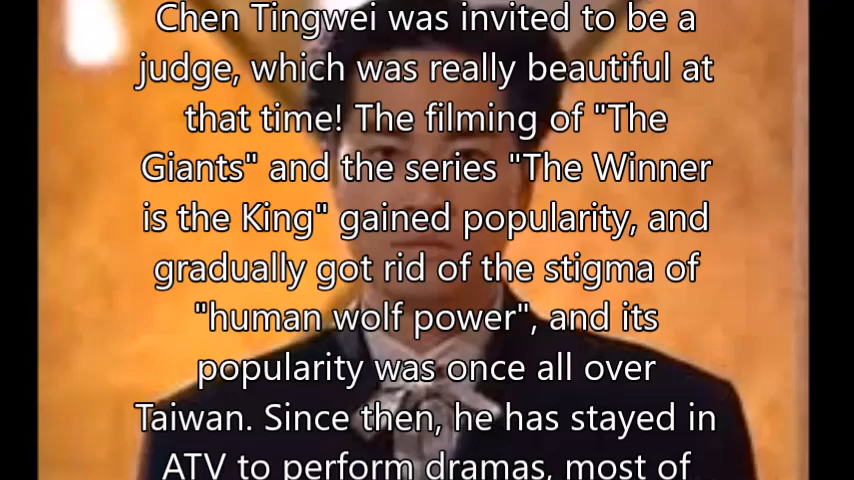 Chen Tingwei was invited to be a
judge, which was really beautiful at
that time! The filming of "The
Giants" and the series "The Winner
is the King" gained popularity, and
gradually got rid of the stigma of
"human wolf power", and its
popularity was once all over
Taiwan. Since then, he has stayed in
ATV to perform dramas, most of